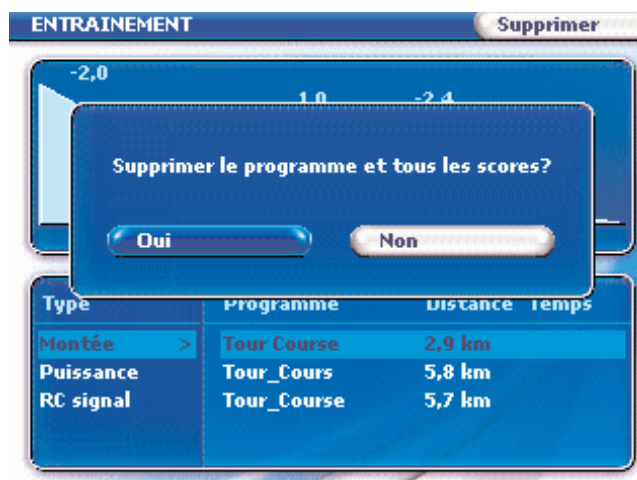 ENTRAINEMENT Supprimer
-2,0
1,0 -2,4
Supprimer le programme et tous les scores?
Oui Non
Type Programme Distance Temps
Montée > Tour Course 2,9 km
Puissance Tour_Cours 5,8 km
RC signal Tour_Course 5,7 km